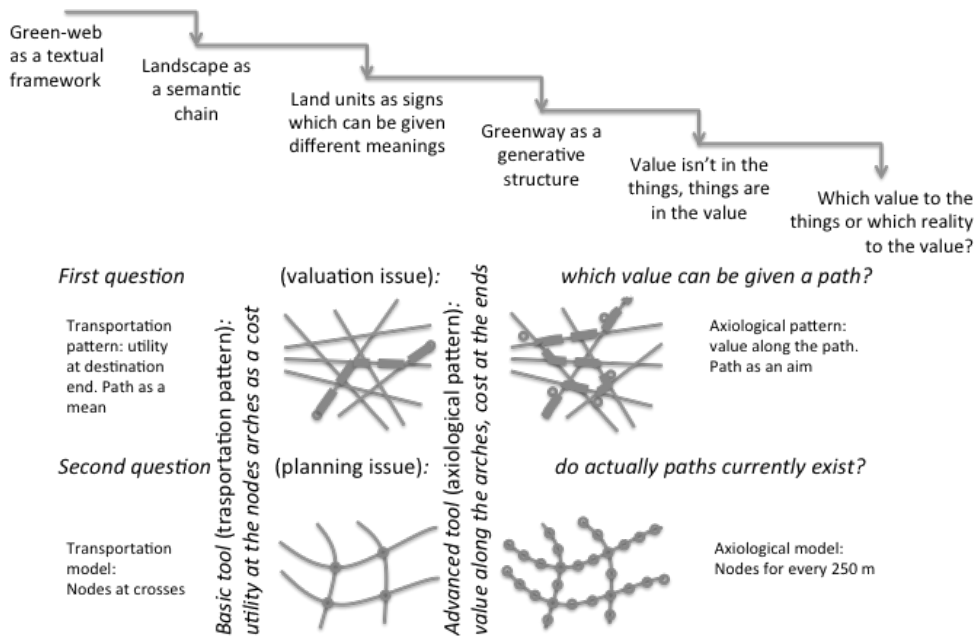 Green-web
as a textual
framework
Landscape as
a semantic
chain
Land units as signs
which can be given
different meanings
Greenway as a
generative
structure
Value isn't in the
things, things are
in the value
Which value to the
things or which reality
to the value?
First question
(valuation issue):
which value can be given a path?
Transportation
pattern: utility
at destination
end. Path as a
mean
Basic tool (trasportation pattern):
utility at the nodes arches as a cost
Advanced tool (axiological pattern):
value along the arches, cost at the ends
Axiological pattern:
value along the path.
Path as an aim
Second question
(planning issue):
do actually paths currently exist?
Transportation
model:
Nodes at crosses
Axiological model:
Nodes for every 250 m